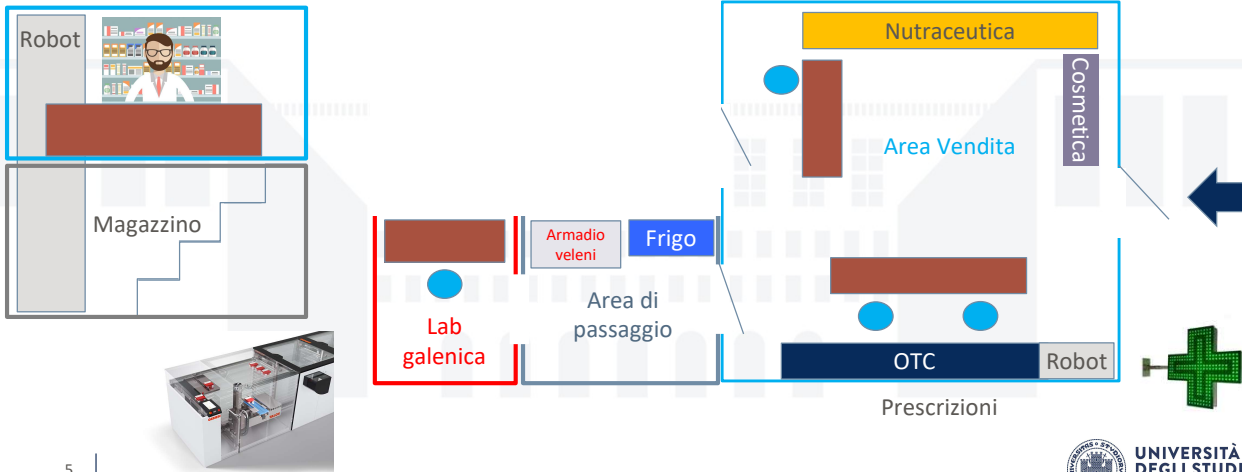 Robot
Magazzino
Nutraceutica
Cosmetica
Area Vendita
Armadio
veleni
Frigo
Area di
passaggio
Lab
galenica
OTC
Robot
Prescrizioni
5
UNIVERSITÀ
DEGLI STUDI